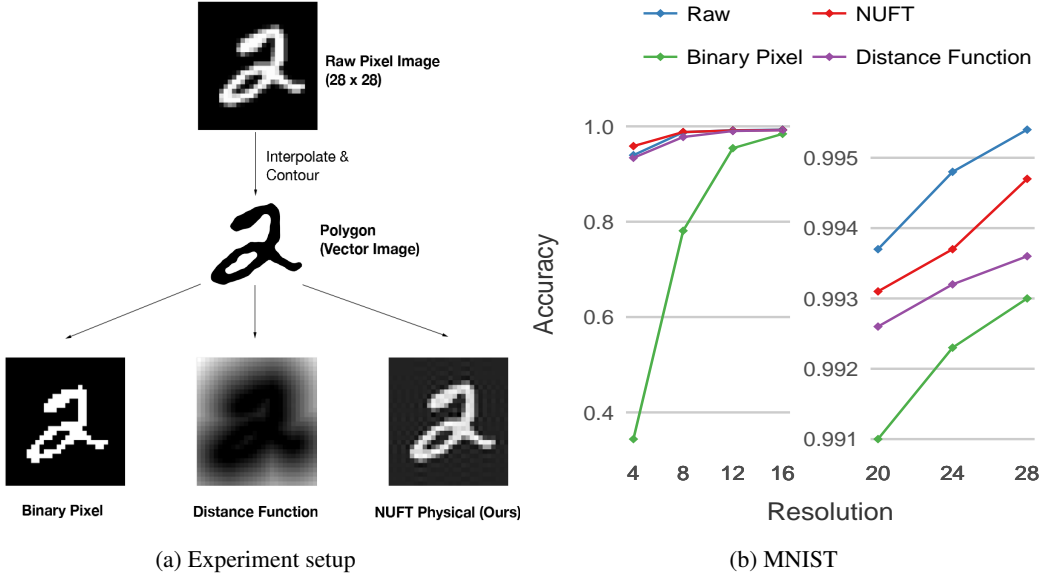 Raw Pixel Image
(28 x 28)
Interpolate &
Contour
Polygon
(Vector Image)
Binary Pixel
Distance Function
NUFT Physical (Ours)
(a) Experiment setup
Raw
NUFT
Binary Pixel
Distance Function
Accuracy
1.0
0.8
0.6
0.4
4
8
12
16
0.995
0.994
0.993
0.992
0.991
20
24
28
Resolution
(b) MNIST